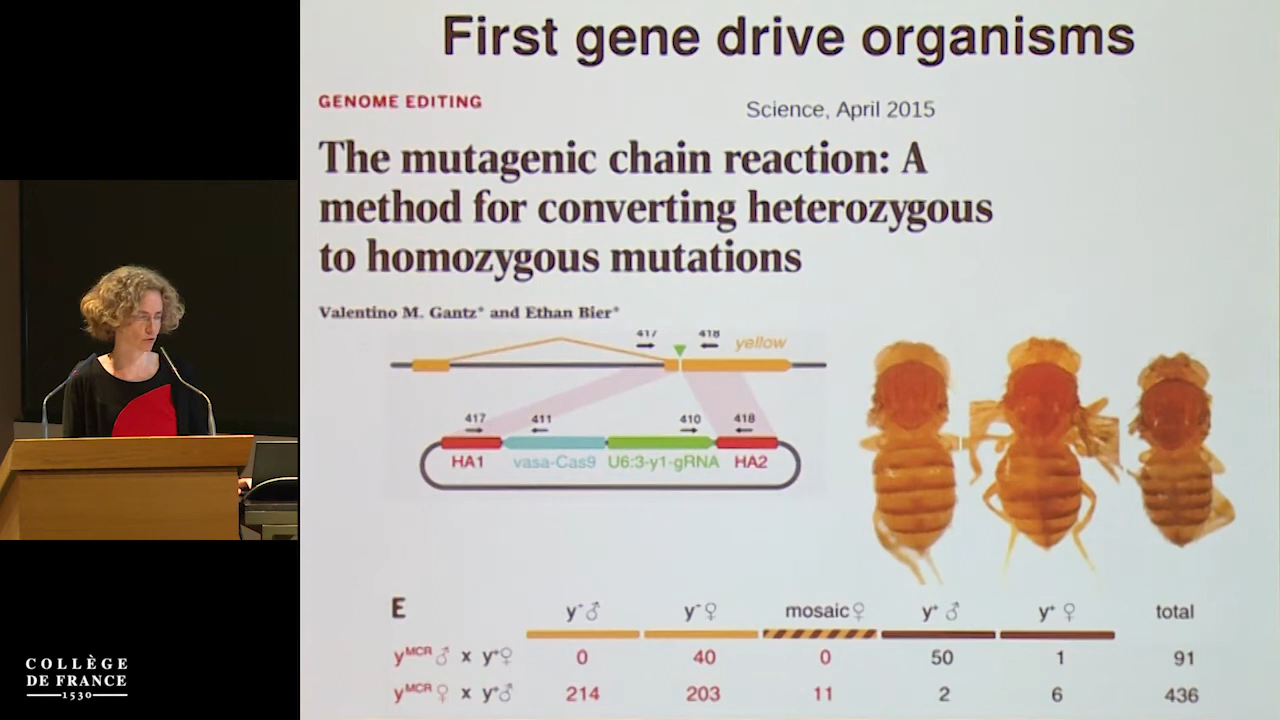 First gene drive organisms
GENOME EDITING
Science, April 2015
The mutagenic chain reaction: A
method for converting heterozygous
to homozygous mutations
Valentino M. Gantz* and Ethan Bier*
417 418 yellow
417 411 410 418
HA1 vasa-Cas9 U6:3-y1-gRNA HA2
E y⁻♂ y⁻♀ mosaic♀ y⁺♂ y⁺♀ total
yᴹᶜᴿ♂ x y⁺♀ 0 40 0 50 1 91
yᴹᶜᴿ♀ x y⁺♂ 214 203 11 2 6 436
COLLÈGE
DE FRANCE
1530